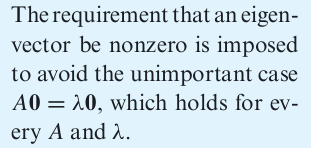 The requirement that an eigen-
vector be nonzero is imposed
to avoid the unimportant case
A0 = λ0, which holds for ev-
ery A and λ.